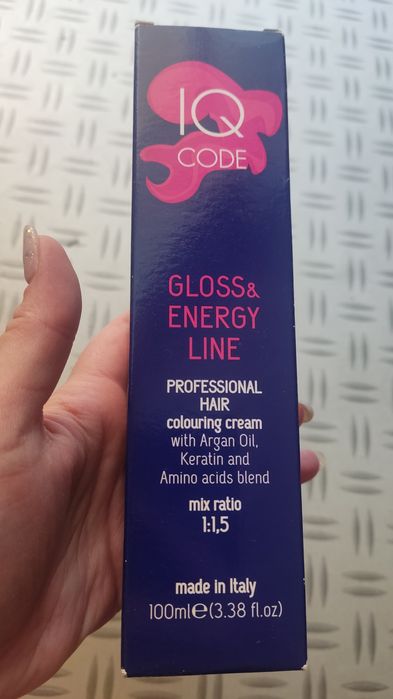 IQ
CODE
GLOSS&
ENERGY
LINE
PROFESSIONAL
HAIR
colouring cream
with Argan Oil,
Keratin and
Amino acids blend
mix ratio
1:1,5
made in Italy
100ml℮(3.38 fl.oz)